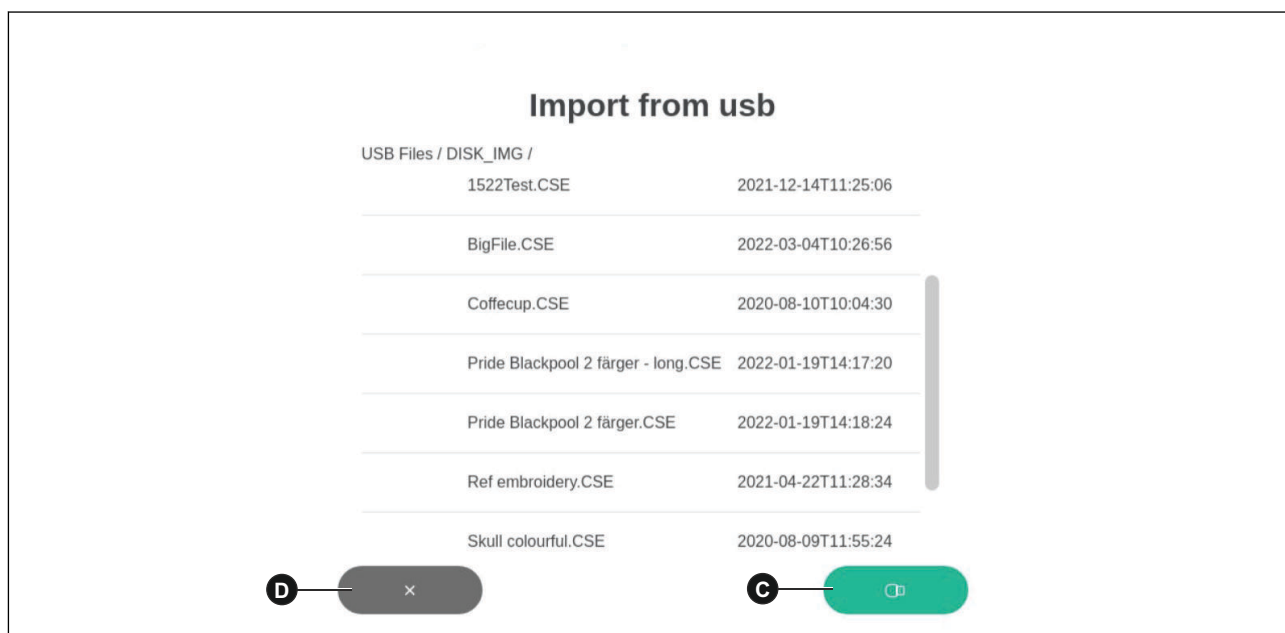 Import from usb
USB Files / DISK_IMG /
1522Test.CSE 2021-12-14T11:25:06
BigFile.CSE 2022-03-04T10:26:56
Coffecup.CSE 2020-08-10T10:04:30
Pride Blackpool 2 färger - long.CSE 2022-01-19T14:17:20
Pride Blackpool 2 färger.CSE 2022-01-19T14:18:24
Ref embroidery.CSE 2021-04-22T11:28:34
Skull colourful.CSE 2020-08-09T11:55:24
D × C